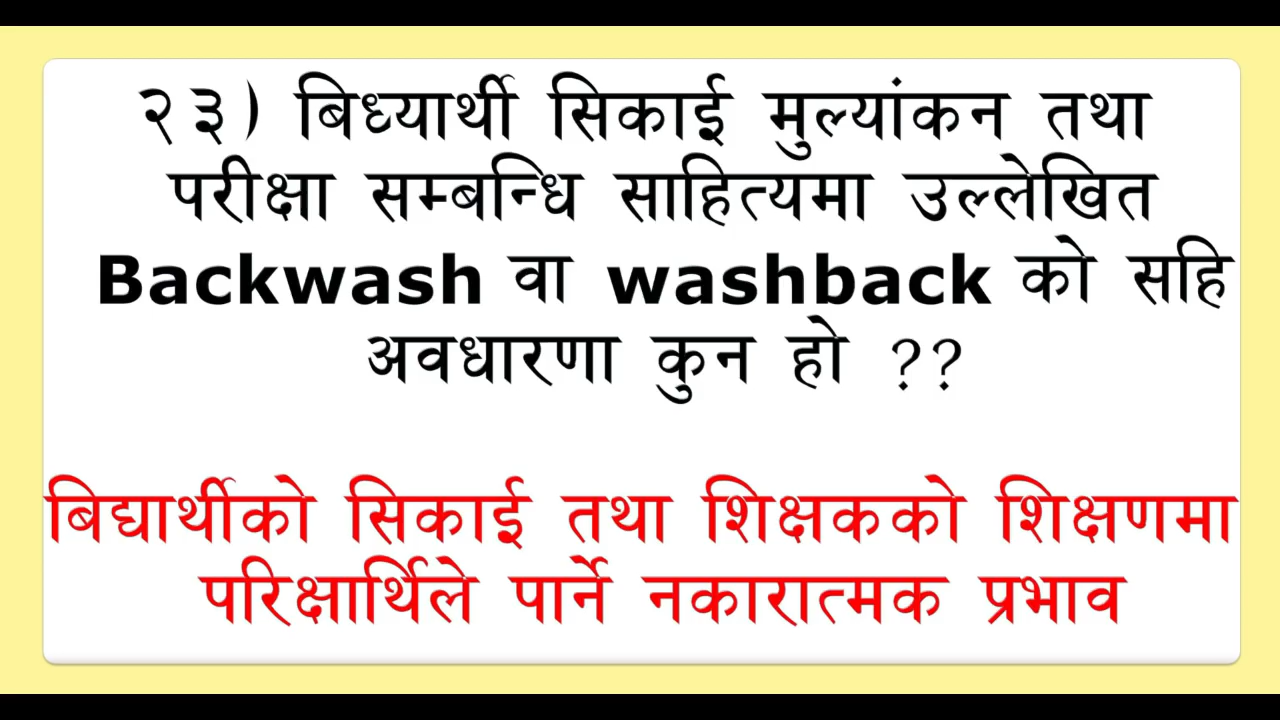 २३) बिध्यार्थी सिकाई मुल्यांकन तथा
परीक्षा सम्बन्धि साहित्यमा उल्लेखित
Backwash वा washback को सहि
अवधारणा कुन हो ??
बिद्यार्थीको सिकाई तथा शिक्षकको शिक्षणमा
परिक्षार्थिले पार्ने नकारात्मक प्रभाव